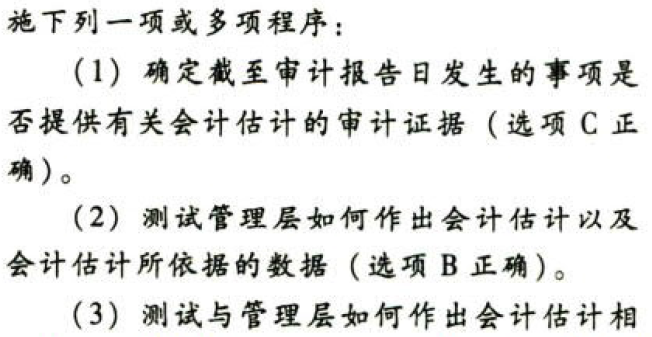 施下列一项或多项程序：
（1）确定截至审计报告日发生的事项是
否提供有关会计估计的审计证据（选项 C 正
确）。
（2）测试管理层如何作出会计估计以及
会计估计所依据的数据（选项 B 正确）。
（3）测试与管理层如何作出会计估计相